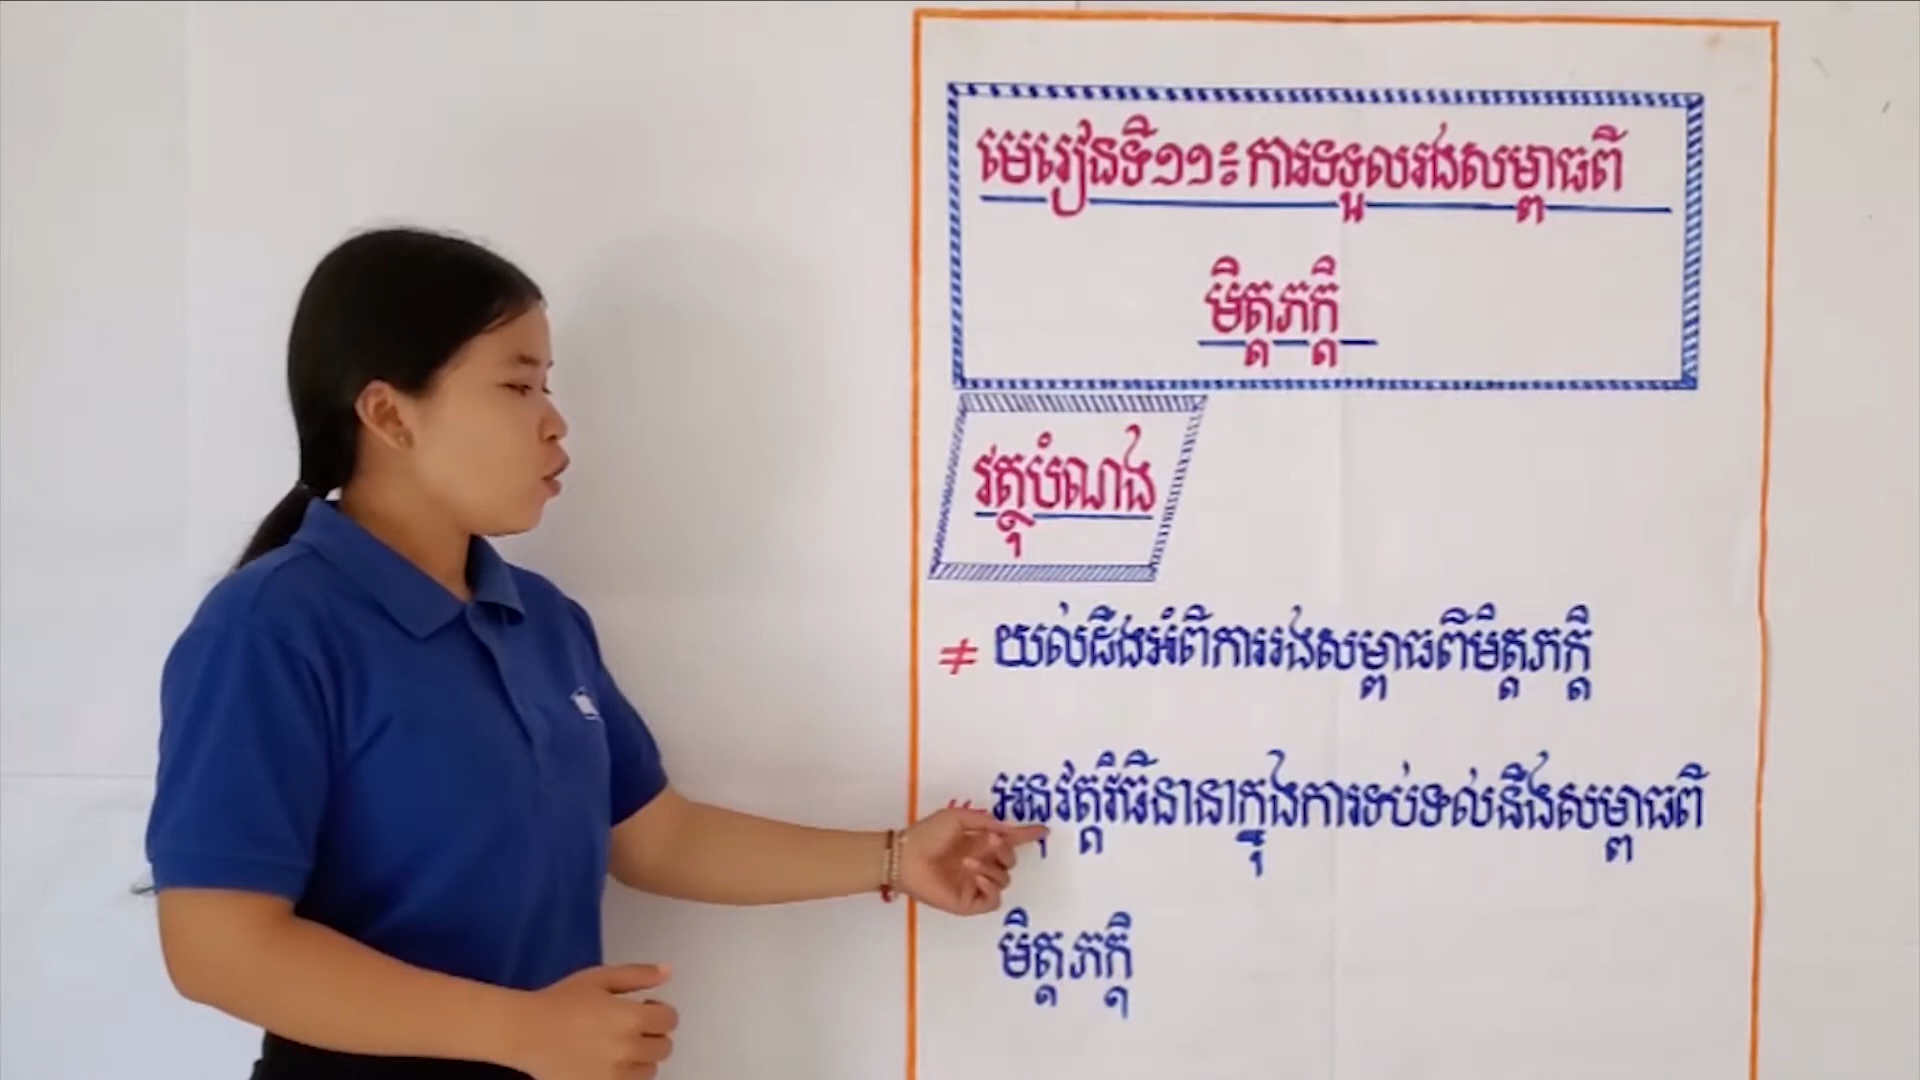 មេរៀនទី១១៖ ការទទួលរងសម្ពាធពី
មិត្តភក្តិ
វត្ថុបំណង
≠ យល់ដឹងអំពីការរងសម្ពាធពីមិត្តភក្តិ
អនុវត្តវិធីនានាក្នុងការទប់ទល់នឹងសម្ពាធពី
មិត្តភក្តិ